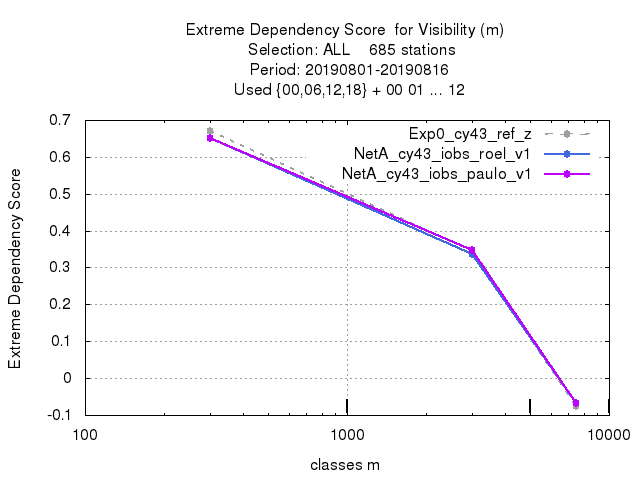 Extreme Dependency Score  for Visibility (m)
Selection: ALL    685 stations
Period: 20190801-20190816
Used {00,06,12,18} + 00 01 ... 12
Exp0_cy43_ref_z
NetA_cy43_iobs_roel_v1
NetA_cy43_iobs_paulo_v1
Extreme Dependency Score
0.7
0.6
0.5
0.4
0.3
0.2
0.1
0
-0.1
100
1000
10000
classes m